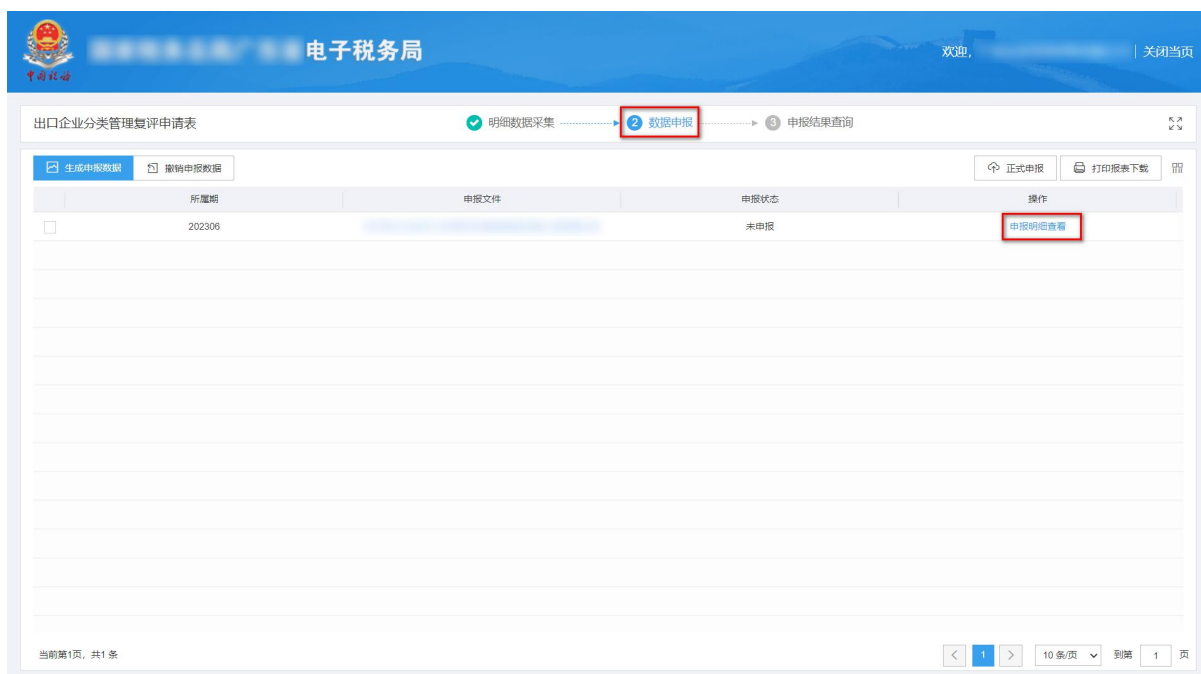 电子税务局
欢迎,
关闭当页
中国税务
出口企业分类管理复评申请表
明细数据采集
2 数据申报
3 申报结果查询
生成申报数据 撤销申报数据 正式申报 打印报表下载
所属期 申报文件 申报状态 操作
202306 未申报 申报明细查看
当前第1页, 共1 条 1 10 条/页 到第 1 页